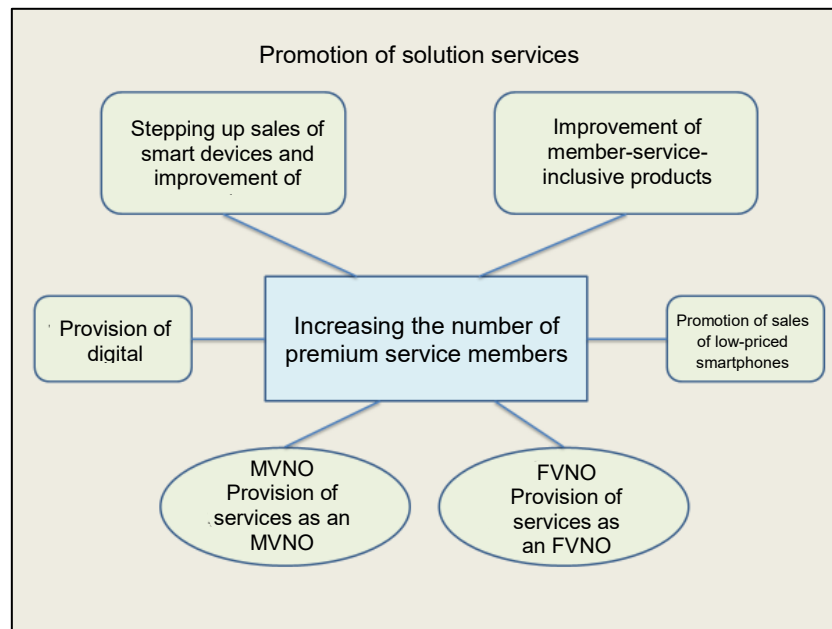 Promotion of solution services
Stepping up sales of
smart devices and
improvement of
Improvement of
member-service-
inclusive products
Provision of
digital
Increasing the number of
premium service members
Promotion of sales
of low-priced
smartphones
MVNO
Provision of
services as an
MVNO
FVNO
Provision of
services as
an FVNO